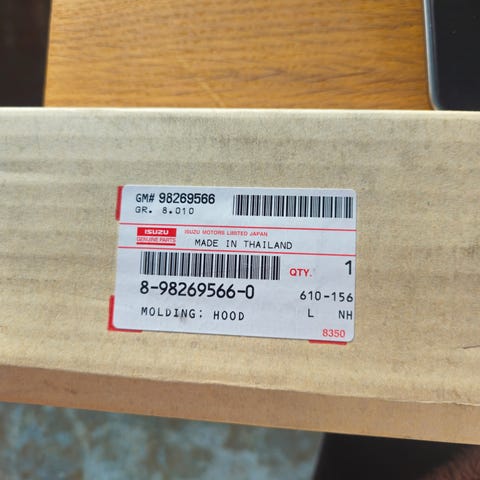 GM# 98269566
GR. 8.010
ISUZU ISUZU MOTORS LIMITED JAPAN
GENUINE PARTS MADE IN THAILAND
QTY. 1
8-98269566-0 610-156
MOLDING: HOOD L NH
8350